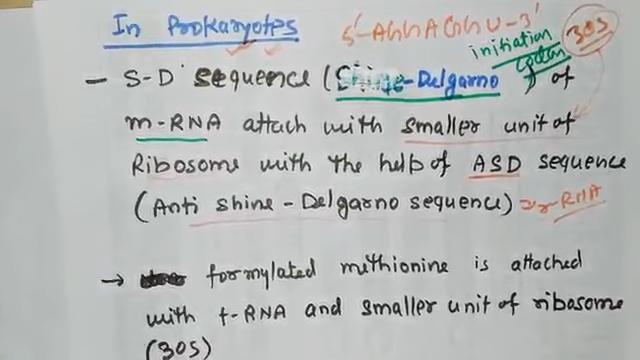 In Prokaryotes 5'-AGGAGGU-3' 30S
initiation
codon
- S-D sequence (Shine-Delgarno) of
m-RNA attach with smaller unit of
Ribosome with the help of ASD sequence
(Anti shine-Delgarno sequence) ⇒ r-RNA
→ formylated methionine is attached
with t-RNA and smaller unit of ribosome
(30S)